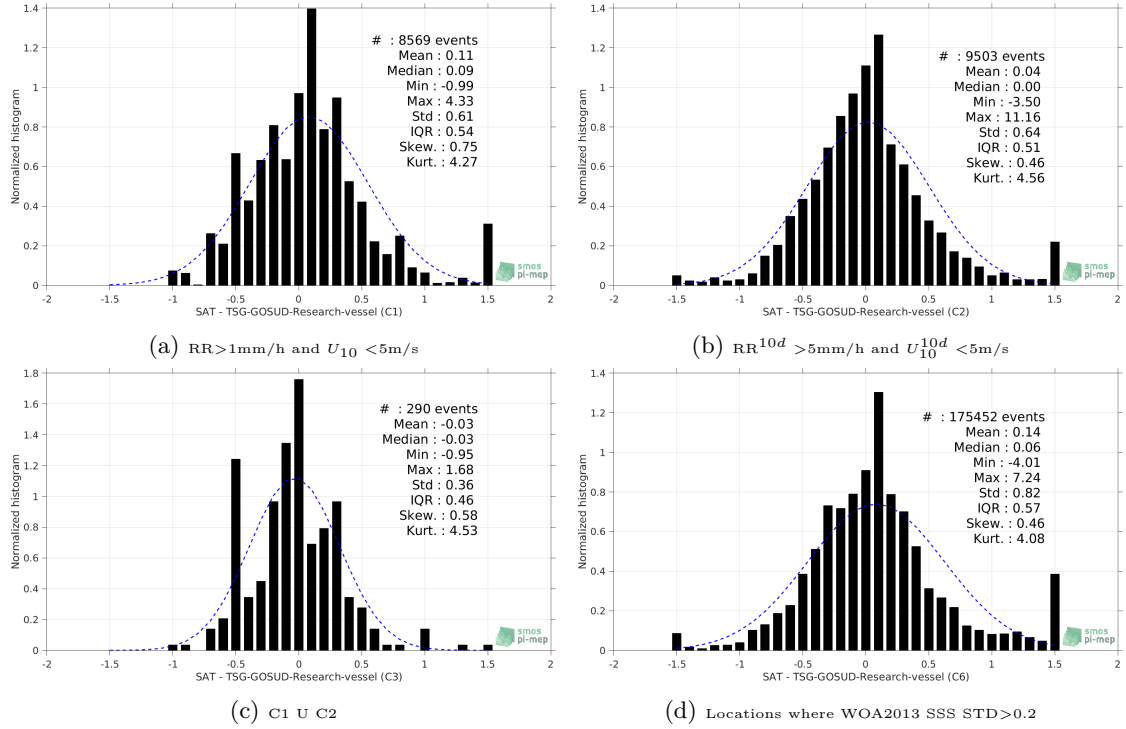 1.4
1.2
1
0.8
0.6
0.4
0.2
0
Normalized histogram
-2
-1.5
-1
-0.5
0
0.5
1
1.5
2
SAT - TSG-GOSUD-Research-vessel (C1)
# : 8569 events
Mean : 0.11
Median : 0.09
Min : -0.99
Max : 4.33
Std : 0.61
IQR : 0.54
Skew. : 0.75
Kurt. : 4.27
smos
pi-mep
(a) RR>1mm/h and U10 <5m/s
1.4
1.2
1
0.8
0.6
0.4
0.2
0
Normalized histogram
-2
-1.5
-1
-0.5
0
0.5
1
1.5
2
SAT - TSG-GOSUD-Research-vessel (C2)
# : 9503 events
Mean : 0.04
Median : 0.00
Min : -3.50
Max : 11.16
Std : 0.64
IQR : 0.51
Skew. : 0.46
Kurt. : 4.56
smos
pi-mep
(b) RR10d >5mm/h and U10 10d <5m/s
1.8
1.6
1.4
1.2
1
0.8
0.6
0.4
0.2
0
Normalized histogram
-2
-1.5
-1
-0.5
0
0.5
1
1.5
2
SAT - TSG-GOSUD-Research-vessel (C3)
# : 290 events
Mean : -0.03
Median : -0.03
Min : -0.95
Max : 1.68
Std : 0.36
IQR : 0.46
Skew. : 0.58
Kurt. : 4.53
smos
pi-mep
(c) C1 U C2
1.4
1.2
1
0.8
0.6
0.4
0.2
0
Normalized histogram
-2
-1.5
-1
-0.5
0
0.5
1
1.5
2
SAT - TSG-GOSUD-Research-vessel (C6)
# : 175452 events
Mean : 0.14
Median : 0.06
Min : -4.01
Max : 7.24
Std : 0.82
IQR : 0.57
Skew. : 0.46
Kurt. : 4.08
smos
pi-mep
(d) Locations where WOA2013 SSS STD>0.2